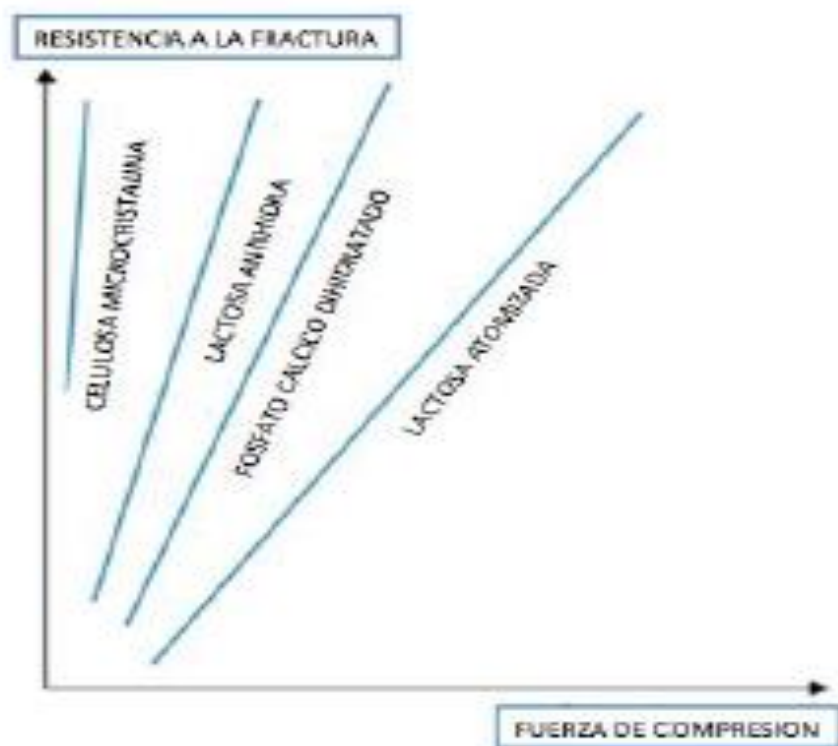 RESISTENCIA A LA FRACTURA
CELULOSA MICROCRISTALINA
LACTOSA ANHIDRA
FOSFATO CALCICO DIHIDRATADO
LACTOSA ATOMIZADA
FUERZA DE COMPRESION